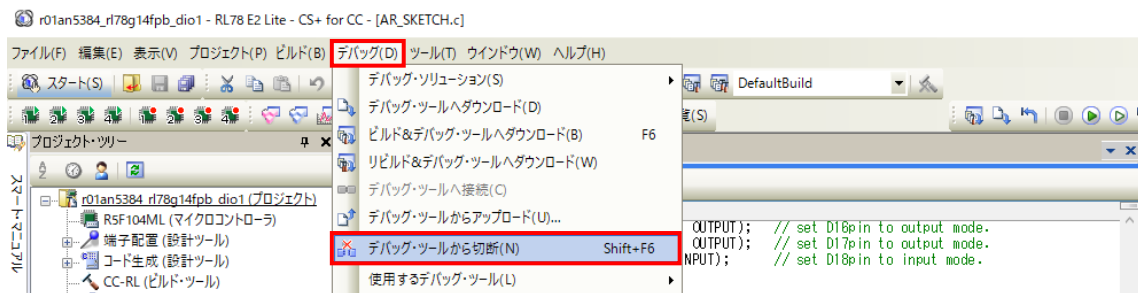 r01an5384_rl78g14fpb_dio1 - RL78 E2 Lite - CS+ for CC - [AR_SKETCH.c]
ファイル(F) 編集(E) 表示(V) プロジェクト(P) ビルド(B) デバッグ(D) ツール(T) ウインドウ(W) ヘルプ(H)
スタート(S)
DefaultBuild
デバッグ・ソリューション(S)
デバッグ・ツールへダウンロード(D)
ビルド&デバッグ・ツールへダウンロード(B) F6
リビルド&デバッグ・ツールへダウンロード(W)
デバッグ・ツールへ接続(C)
デバッグ・ツールからアップロード(U)...
デバッグ・ツールから切断(N) Shift+F6
使用するデバッグ・ツール(L)
(S)
プロジェクト・ツリー
スマート・マニュアル
r01an5384_rl78g14fpb_dio1 (プロジェクト)
R5F104ML (マイクロコントローラ)
端子配置 (設計ツール)
コード生成 (設計ツール)
CC-RL (ビルド・ツール)
OUTPUT); // set D16pin to output mode.
OUTPUT); // set D17pin to output mode.
NPUT); // set D18pin to input mode.